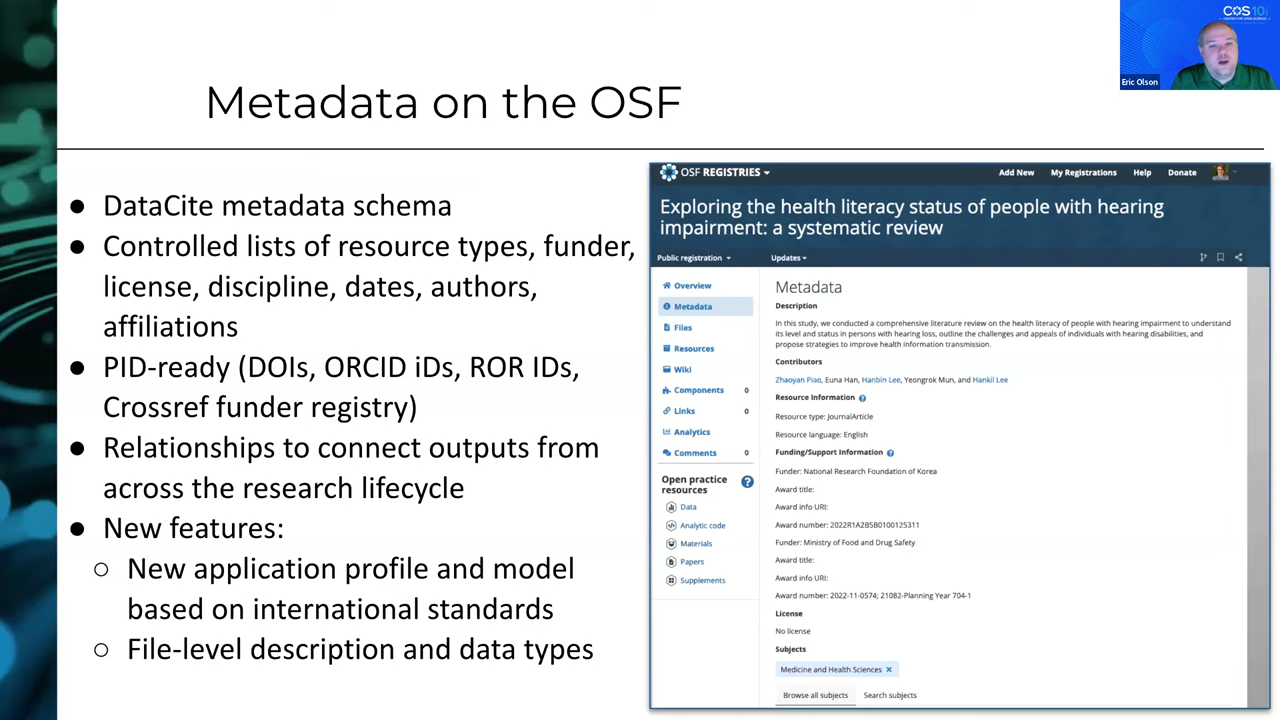 COS10
CENTER FOR OPEN SCIENCE
Eric Olson
Metadata on the OSF
● DataCite metadata schema
● Controlled lists of resource types, funder,
license, discipline, dates, authors,
affiliations
● PID-ready (DOIs, ORCID iDs, ROR IDs,
Crossref funder registry)
● Relationships to connect outputs from
across the research lifecycle
● New features:
○ New application profile and model
based on international standards
○ File-level description and data types
OSF REGISTRIES
Add New My Registrations Help Donate
Exploring the health literacy status of people with hearing
impairment: a systematic review
Public registration Updates
Overview
Metadata
Files
Resources
Wiki
Components 0
Links 0
Analytics
Comments 0
Open practice
resources
Data
Analytic code
Materials
Papers
Supplements
Metadata
Description
In this study, we conducted a comprehensive literature review on the health literacy of people with hearing impairment to understand
its level and status in persons with hearing loss, outline the challenges and appeals of individuals with hearing disabilities, and
propose strategies to improve health information transmission.
Contributors
Zhaoyan Piao, Euna Han, Hanbin Lee, Yeongrok Mun, and Hankil Lee
Resource Information
Resource type: JournalArticle
Resource language: English
Funding/Support Information
Funder: National Research Foundation of Korea
Award title:
Award info URI:
Award number: 2022R1A2B5B0100125311
Funder: Ministry of Food and Drug Safety
Award title:
Award info URI:
Award number: 2022-11-0574; 21082-Planning Year 704-1
License
No license
Subjects
Medicine and Health Sciences ×
Browse all subjects Search subjects